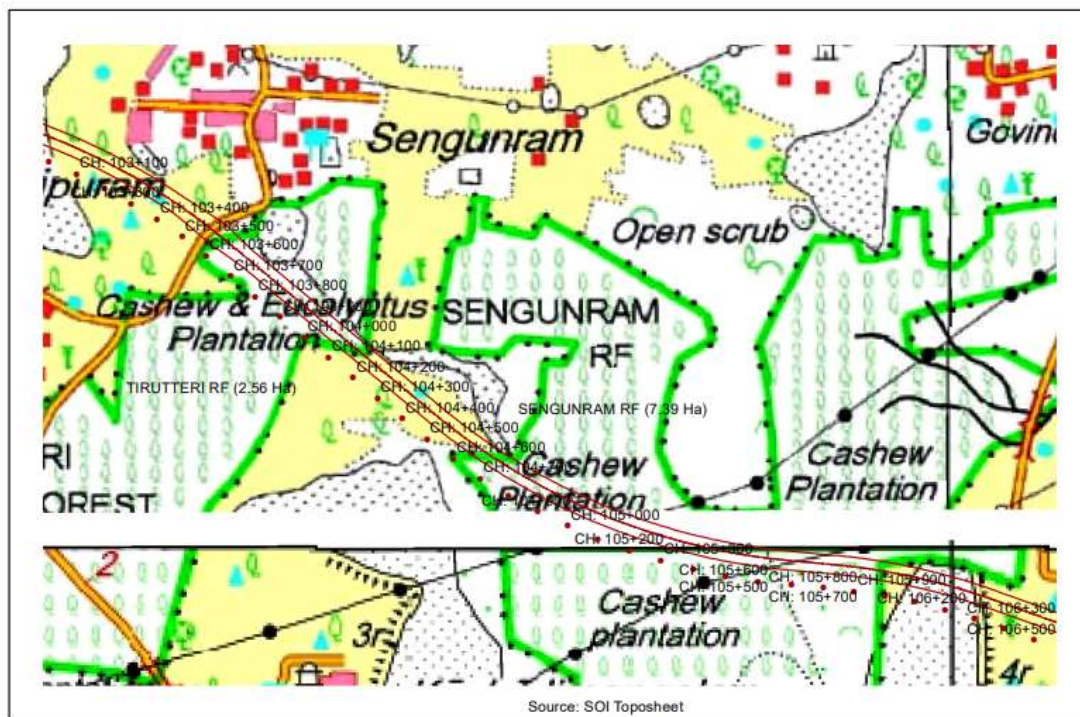 Sengunram
Govin
CH: 103+100
ipuram
CH: 103+400
CH: 103+500
CH: 103+600
CH: 103+700
CH: 103+800
Open scrub
Cashew & Eucalyptus
Plantation
SENGUNRAM
RF
CH: 104+000
CH: 104+100
CH: 104+200
CH: 104+300
CH: 104+400
CH: 104+500
CH: 104+600
TIRUTTERI RF (2.56 Ha)
SENGUNRAM RF (7.39 Ha)
RI
OREST
Cashew
Plantation
Cashew
Plantation
CH: 105+000
CH: 105+200
2
CH: 105+600
CH: 105+500
CH: 105+800
CH: 105+700
CH: 105+900
CH: 106+200
CH: 106+300
CH: 106+500
Cashew
plantation
3r
4r
Source: SOI Toposheet